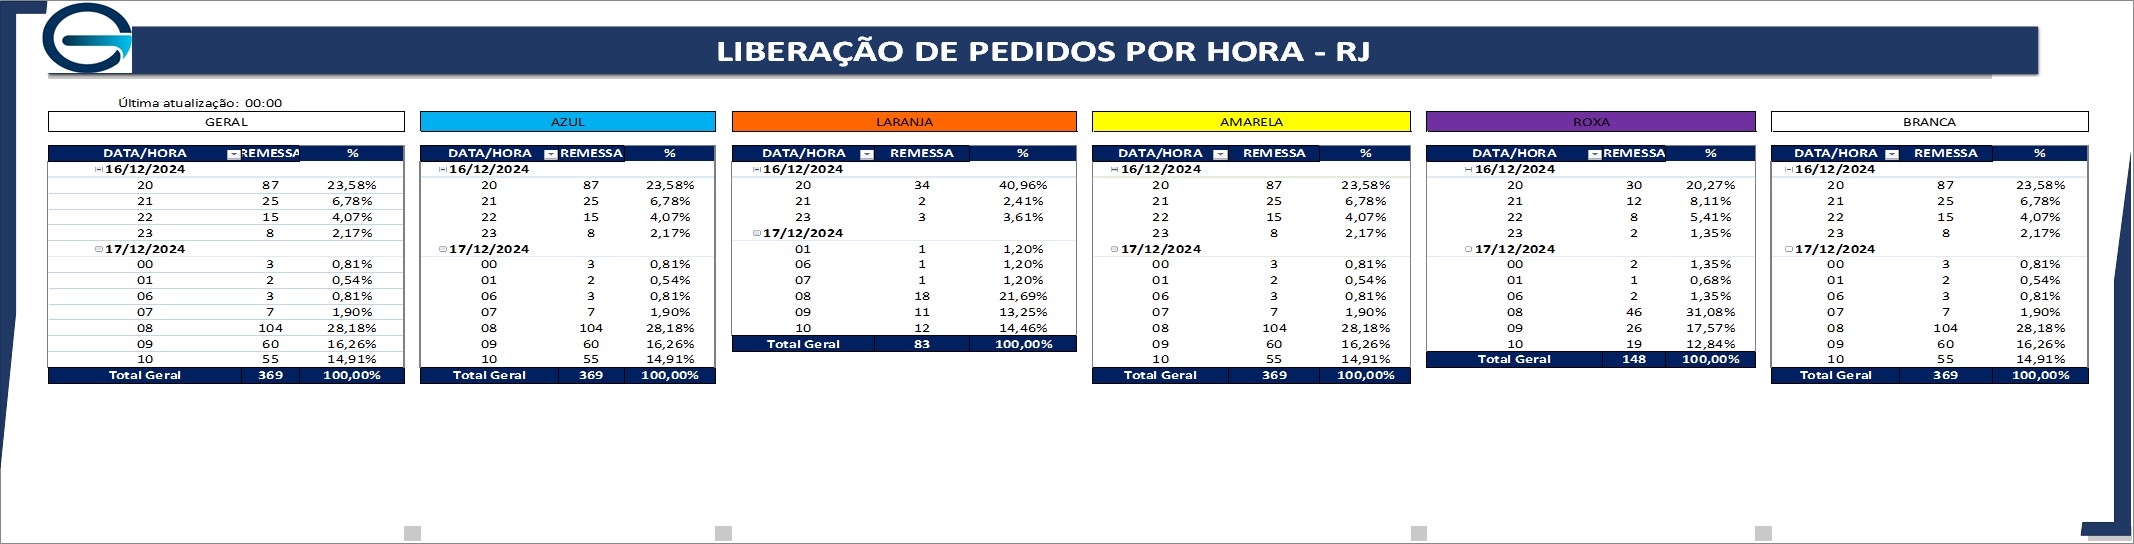 LIBERAÇÃO DE PEDIDOS POR HORA - RJ
Última atualização: 00:00
GERAL
DATA/HORA REMESSA %
16/12/2024
20 87 23,58%
21 25 6,78%
22 15 4,07%
23 8 2,17%
17/12/2024
00 3 0,81%
01 2 0,54%
06 3 0,81%
07 7 1,90%
08 104 28,18%
09 60 16,26%
10 55 14,91%
Total Geral 369 100,00%
AZUL
DATA/HORA REMESSA %
16/12/2024
20 87 23,58%
21 25 6,78%
22 15 4,07%
23 8 2,17%
17/12/2024
00 3 0,81%
01 2 0,54%
06 3 0,81%
07 7 1,90%
08 104 28,18%
09 60 16,26%
10 55 14,91%
Total Geral 369 100,00%
LARANJA
DATA/HORA REMESSA %
16/12/2024
20 34 40,96%
21 2 2,41%
23 3 3,61%
17/12/2024
01 1 1,20%
06 1 1,20%
07 1 1,20%
08 18 21,69%
09 11 13,25%
10 12 14,46%
Total Geral 83 100,00%
AMARELA
DATA/HORA REMESSA %
16/12/2024
20 87 23,58%
21 25 6,78%
22 15 4,07%
23 8 2,17%
17/12/2024
00 3 0,81%
01 2 0,54%
06 3 0,81%
07 7 1,90%
08 104 28,18%
09 60 16,26%
10 55 14,91%
Total Geral 369 100,00%
ROXA
DATA/HORA REMESSA %
16/12/2024
20 30 20,27%
21 12 8,11%
22 8 5,41%
23 2 1,35%
17/12/2024
00 2 1,35%
01 1 0,68%
06 2 1,35%
08 46 31,08%
09 26 17,57%
10 19 12,84%
Total Geral 148 100,00%
BRANCA
DATA/HORA REMESSA %
16/12/2024
20 87 23,58%
21 25 6,78%
22 15 4,07%
23 8 2,17%
17/12/2024
00 3 0,81%
01 2 0,54%
06 3 0,81%
07 7 1,90%
08 104 28,18%
09 60 16,26%
10 55 14,91%
Total Geral 369 100,00%